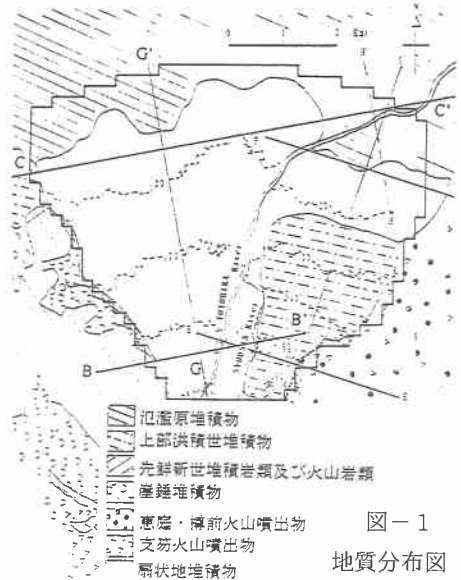 G'
C'
C
B'
B
G
TOYOHIRA
氾濫原堆積物
上部洪積世堆積物
先鮮新世堆積岩類及び火山岩類
崖錘堆積物
恵庭・樽前火山噴出物
支笏火山噴出物
扇状地堆積物
図-1
地質分布図